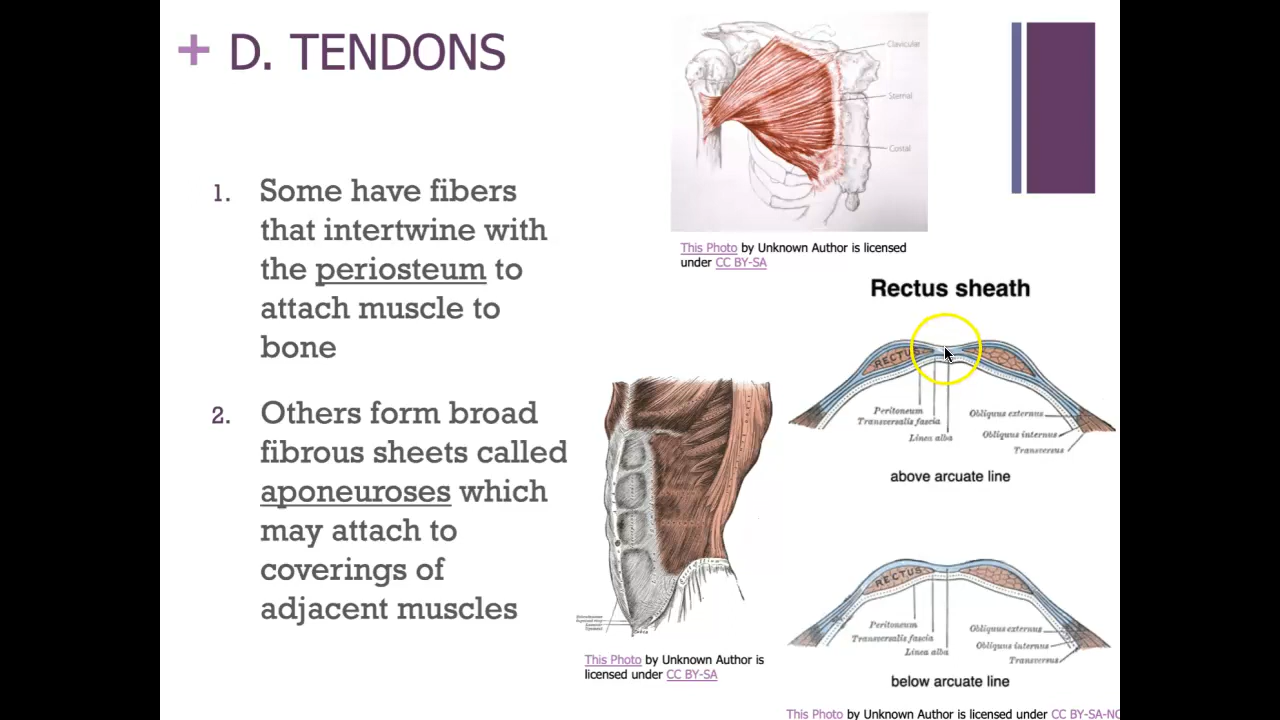 + D. TENDONS
1. Some have fibers
that intertwine with
the periosteum to
attach muscle to
bone
2. Others form broad
fibrous sheets called
aponeuroses which
may attach to
coverings of
adjacent muscles
Clavicular
Sternal
Costal
This Photo by Unknown Author is licensed
under CC BY-SA
Rectus sheath
RECTUS
Peritoneum
Transversalis fascia
Linea alba
Obliquus externus
Obliquus internus
Transversus
above arcuate line
RECTUS
Peritoneum
Transversalis fascia
Linea alba
Obliquus externus
Obliquus internus
Transversus
below arcuate line
This Photo by Unknown Author is
licensed under CC BY-SA
This Photo by Unknown Author is licensed under CC BY-SA-NC